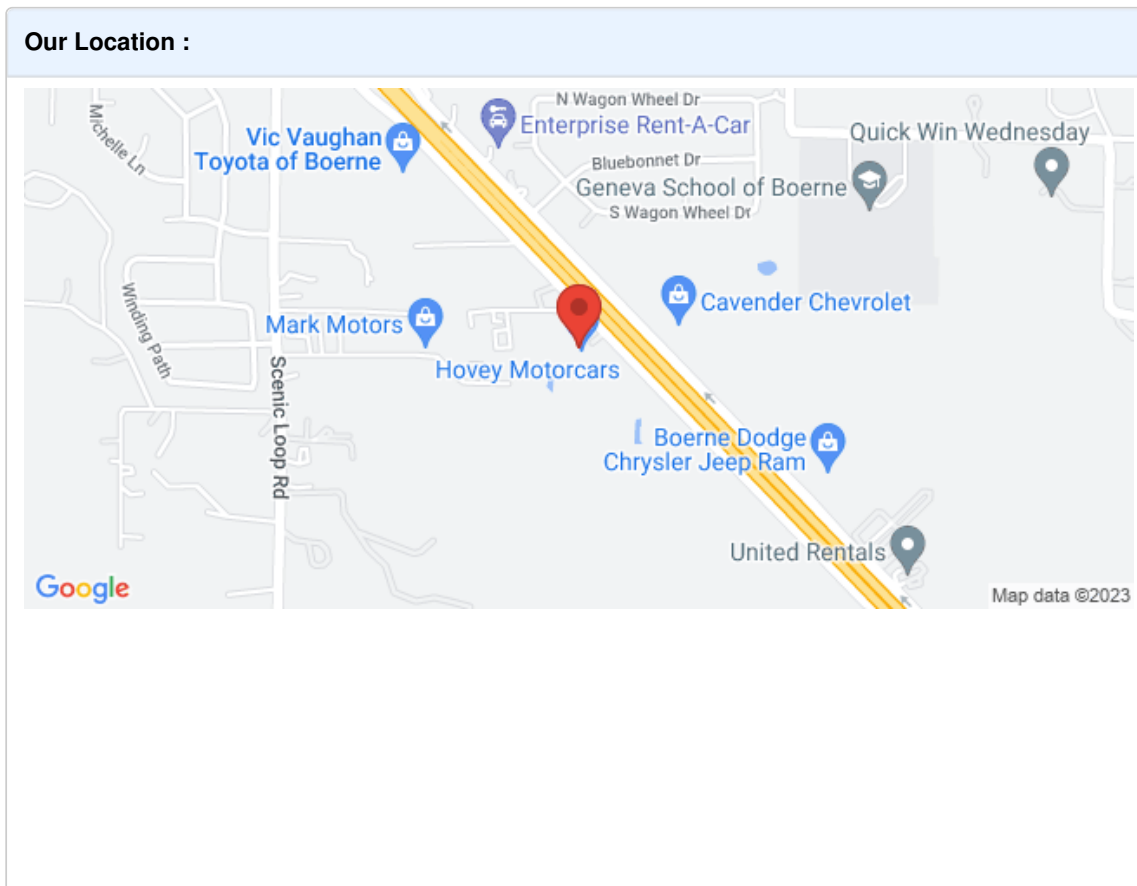 Our Location :
N Wagon Wheel Dr
Michelle Ln
Vic Vaughan
Toyota of Boerne
Enterprise Rent-A-Car
Quick Win Wednesday
Bluebonnet Dr
Geneva School of Boerne
S Wagon Wheel Dr
Winding Path
Mark Motors
Cavender Chevrolet
Hovey Motorcars
Scenic Loop Rd
Boerne Dodge
Chrysler Jeep Ram
United Rentals
Google
Map data ©2023